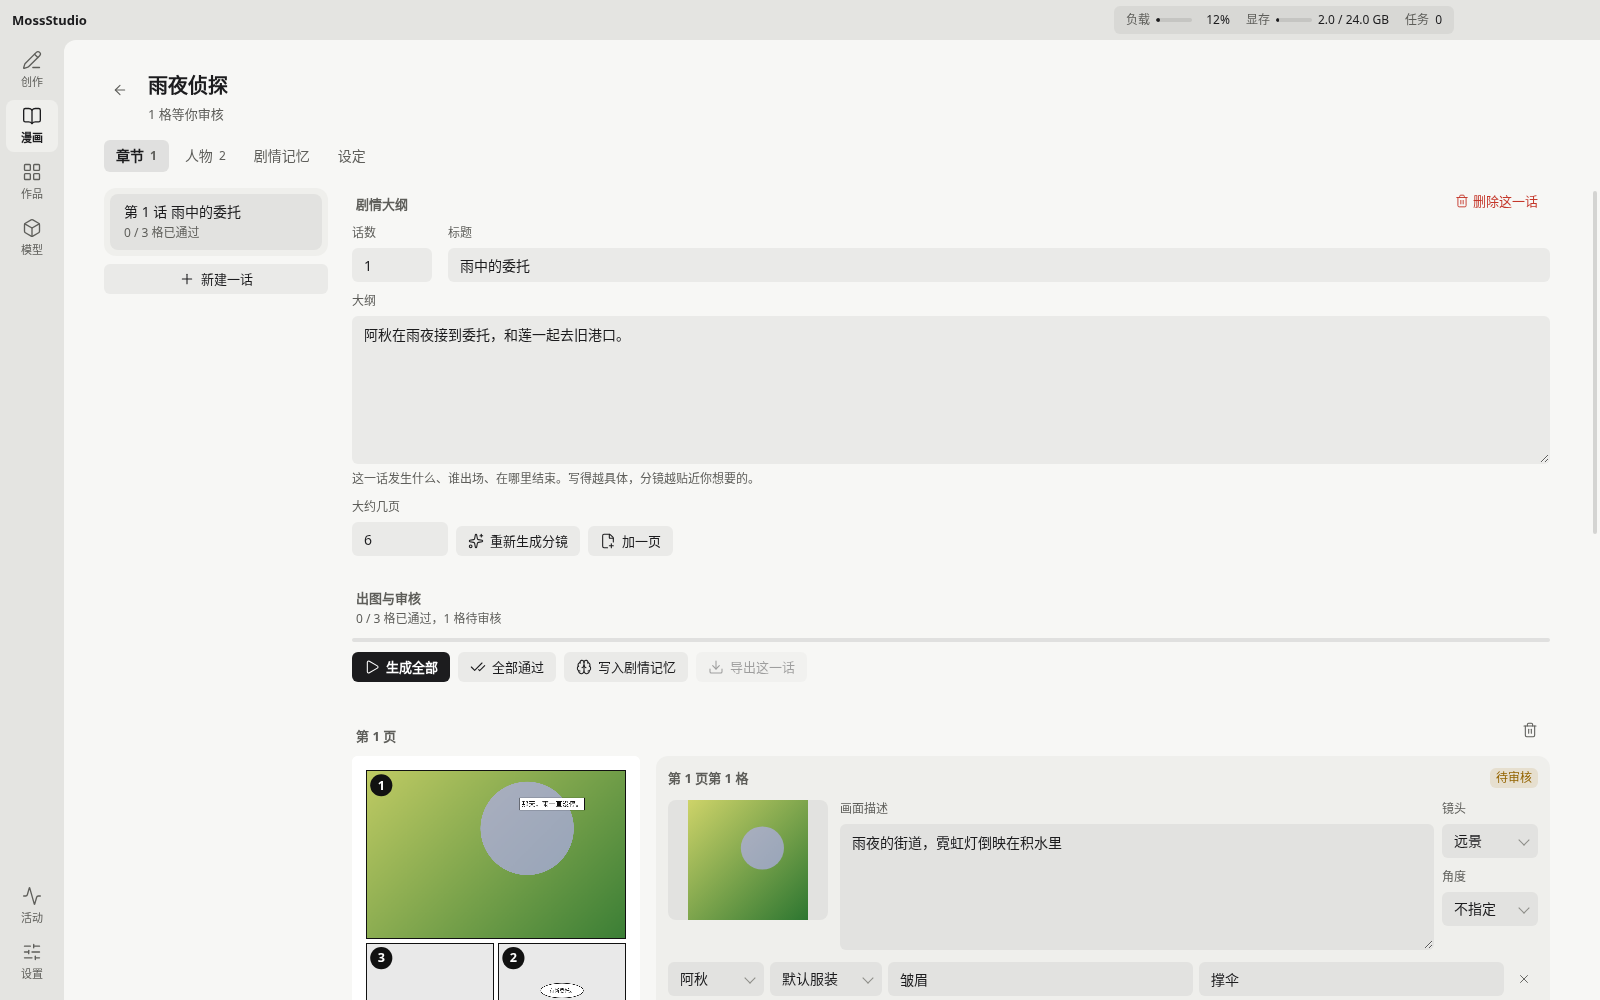 MossStudio
负载 12% 显存 2.0 / 24.0 GB 任务 0
创作
漫画
作品
模型
活动
设置
雨夜侦探
1 格等你审核
章节 1 人物 2 剧情记忆 设定
第 1 话 雨中的委托
0 / 3 格已通过
新建一话
剧情大纲
删除这一话
话数 标题
1 雨中的委托
大纲
阿秋在雨夜接到委托，和莲一起去旧港口。
这一话发生什么、谁出场、在哪里结束。写得越具体，分镜越贴近你想要的。
大约几页
6 重新生成分镜 加一页
出图与审核
0 / 3 格已通过，1 格待审核
生成全部 全部通过 写入剧情记忆 导出这一话
第 1 页
1
3 2
第 1 页第 1 格 待审核
画面描述
雨夜的街道，霓虹灯倒映在积水里
镜头
远景
角度
不指定
阿秋 默认服装 皱眉 撑伞